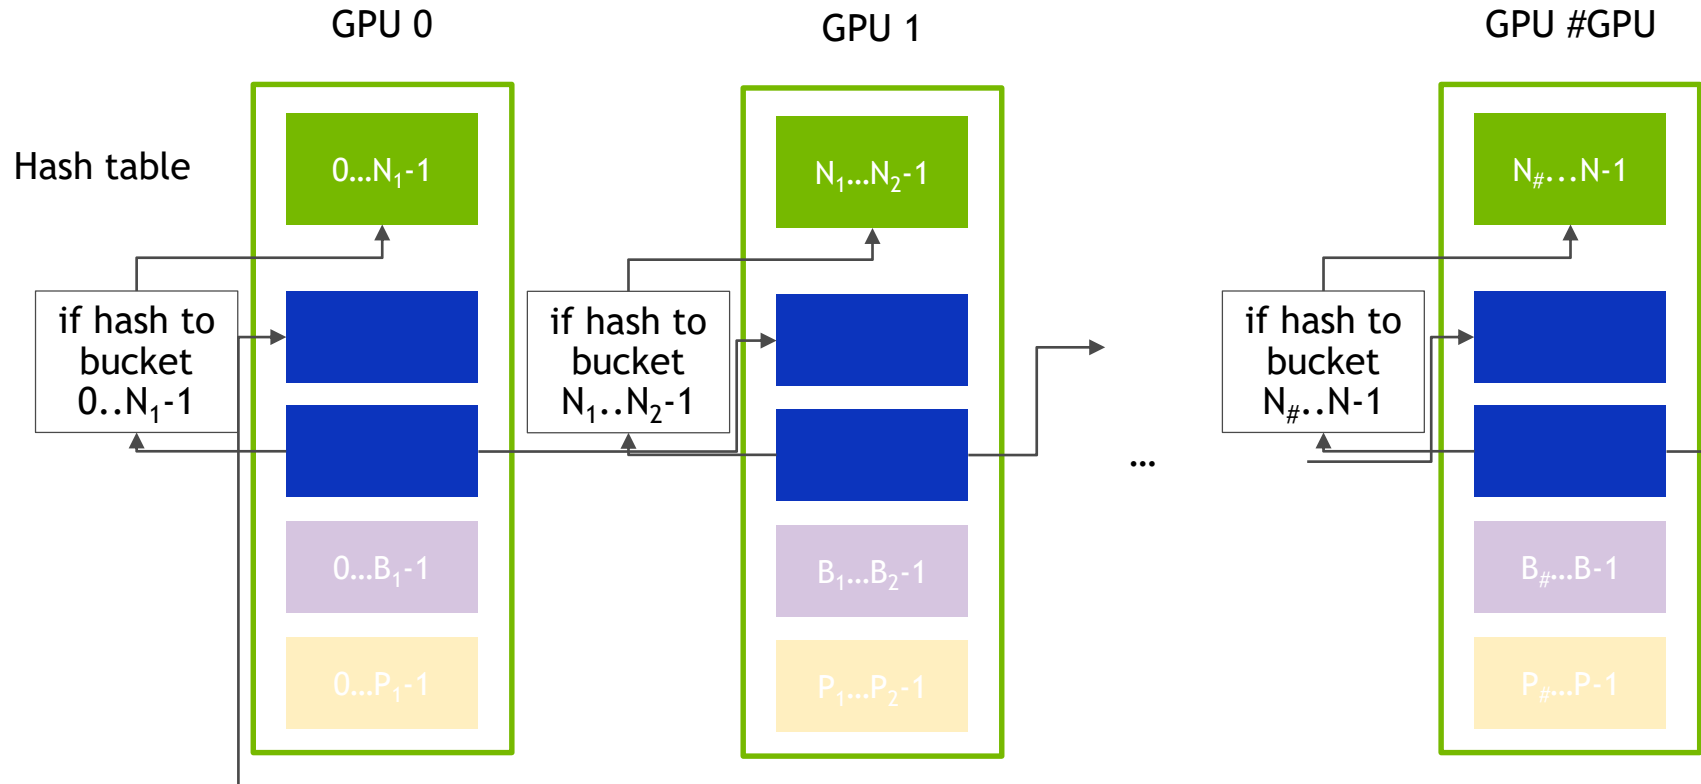 GPU 0
GPU 1
GPU #GPU
Hash table
0...N₁-1
N₁...N₂-1
N#...N-1
if hash to
bucket
0..N₁-1
if hash to
bucket
N₁..N₂-1
if hash to
bucket
N#..N-1
...
0...B₁-1
B₁...B₂-1
B#...B-1
0...P₁-1
P₁...P₂-1
P#...P-1